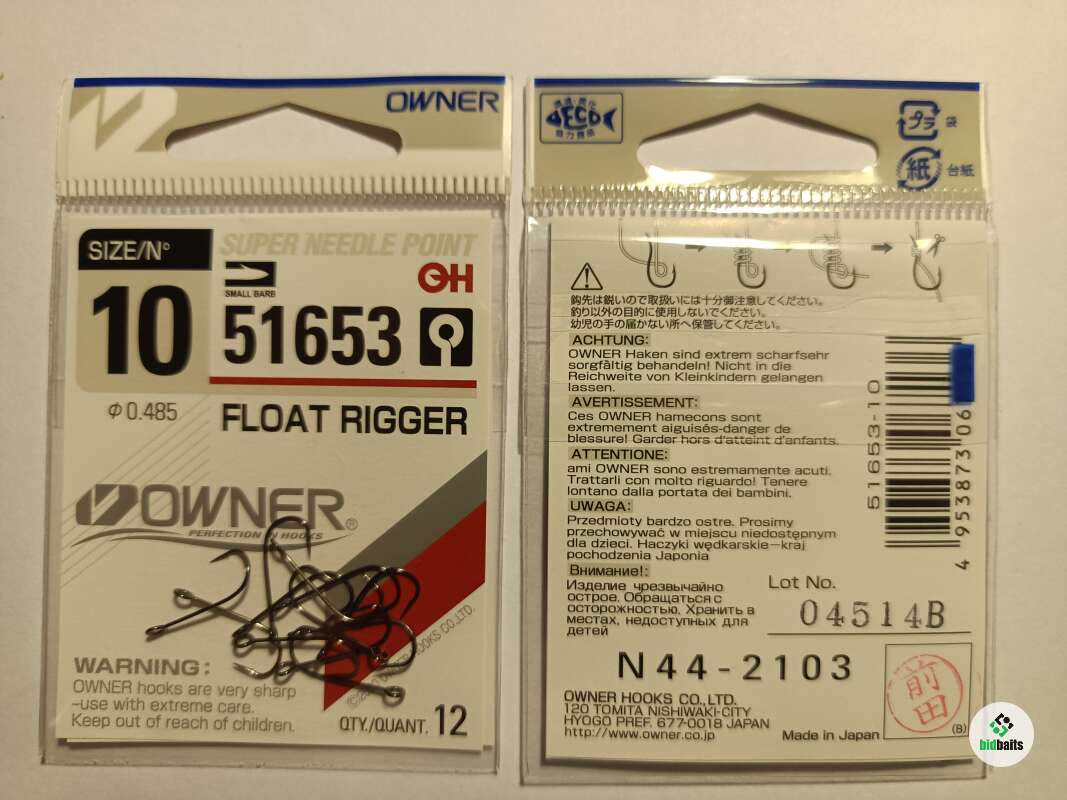 OWNER
SIZE/N°
10
SUPER NEEDLE POINT
SMALL BARB
51653
φ0.485
FLOAT RIGGER
OWNER®
PERFECTION IN HOOKS
HOOKS CO.,LTD.
WARNING:
OWNER hooks are very sharp
-use with extreme care.
Keep out of reach of children.
QTY./QUANT. 12
ECO
プラ
袋
紙
台紙
鈎先は鋭いので取扱いには十分御注意してください。
釣り以外の目的に使用しないでください。
幼児の手の届かない所へ保管してください。
ACHTUNG:
OWNER Haken sind extrem scharfsehr
sorgfältig behandeln! Nicht in die
Reichweite von Kleinkindern gelangen
lassen.
AVERTISSEMENT:
Ces OWNER hamecons sont
extremement aiguisés-danger de
blessure! Garder hors d'atteint d'enfants.
ATTENTIONE:
ami OWNER sono estremamente acuti.
Trattarli con molto riguardo! Tenere
lontano dalla portata dei bambini.
UWAGA:
Przedmioty bardzo ostre. Prosimy
przechowywać w miejscu niedostępnym
dla dzieci. Haczyki wędkarskie-kraj
pochodzenia Japonia
Внимание!:
Изделие чрезвычайно
острое. Обращаться с
осторожностью. Хранить в
местах, недоступных для
детей
51653-10
4 953873 06
Lot No.
04514B
N44-2103
OWNER HOOKS CO.,LTD.
120 TOMITA NISHIWAKI-CITY
HYOGO PREF. 677-0018 JAPAN
http://www.owner.co.jp
Made in Japan
前田
(B)
bidbaits